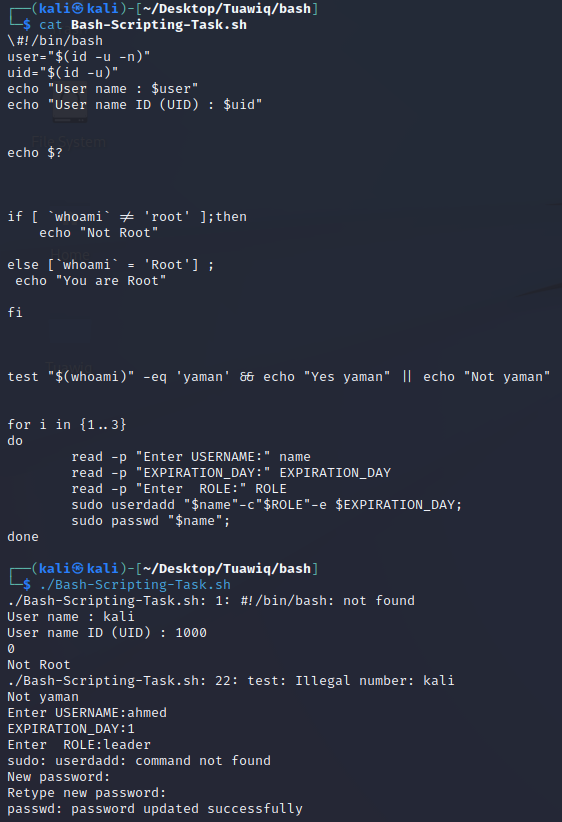 ┌──(kali㉿kali)-[~/Desktop/Tuawiq/bash]
└─$ cat Bash-Scripting-Task.sh
\#!/bin/bash
user="$(id -u -n)"
uid="$(id -u)"
echo "User name : $user"
echo "User name ID (UID) : $uid"
File System
echo $?
if [ `whoami` != 'root' ];then
    echo "Not Root"
else [`whoami` = 'Root'] ;
 echo "You are Root"
fi
test "$(whoami)" -eq 'yaman' && echo "Yes yaman" || echo "Not yaman"
for i in {1..3}
do
        read -p "Enter USERNAME:" name
        read -p "EXPIRATION_DAY:" EXPIRATION_DAY
        read -p "Enter  ROLE:" ROLE
        sudo userdadd "$name"-c"$ROLE"-e $EXPIRATION_DAY;
        sudo passwd "$name";
done
┌──(kali㉿kali)-[~/Desktop/Tuawiq/bash]
└─$ ./Bash-Scripting-Task.sh
./Bash-Scripting-Task.sh: 1: #!/bin/bash: not found
User name : kali
User name ID (UID) : 1000
0
Not Root
./Bash-Scripting-Task.sh: 22: test: Illegal number: kali
Not yaman
Enter USERNAME:ahmed
EXPIRATION_DAY:1
Enter  ROLE:leader
sudo: userdadd: command not found
New password:
Retype new password:
passwd: password updated successfully